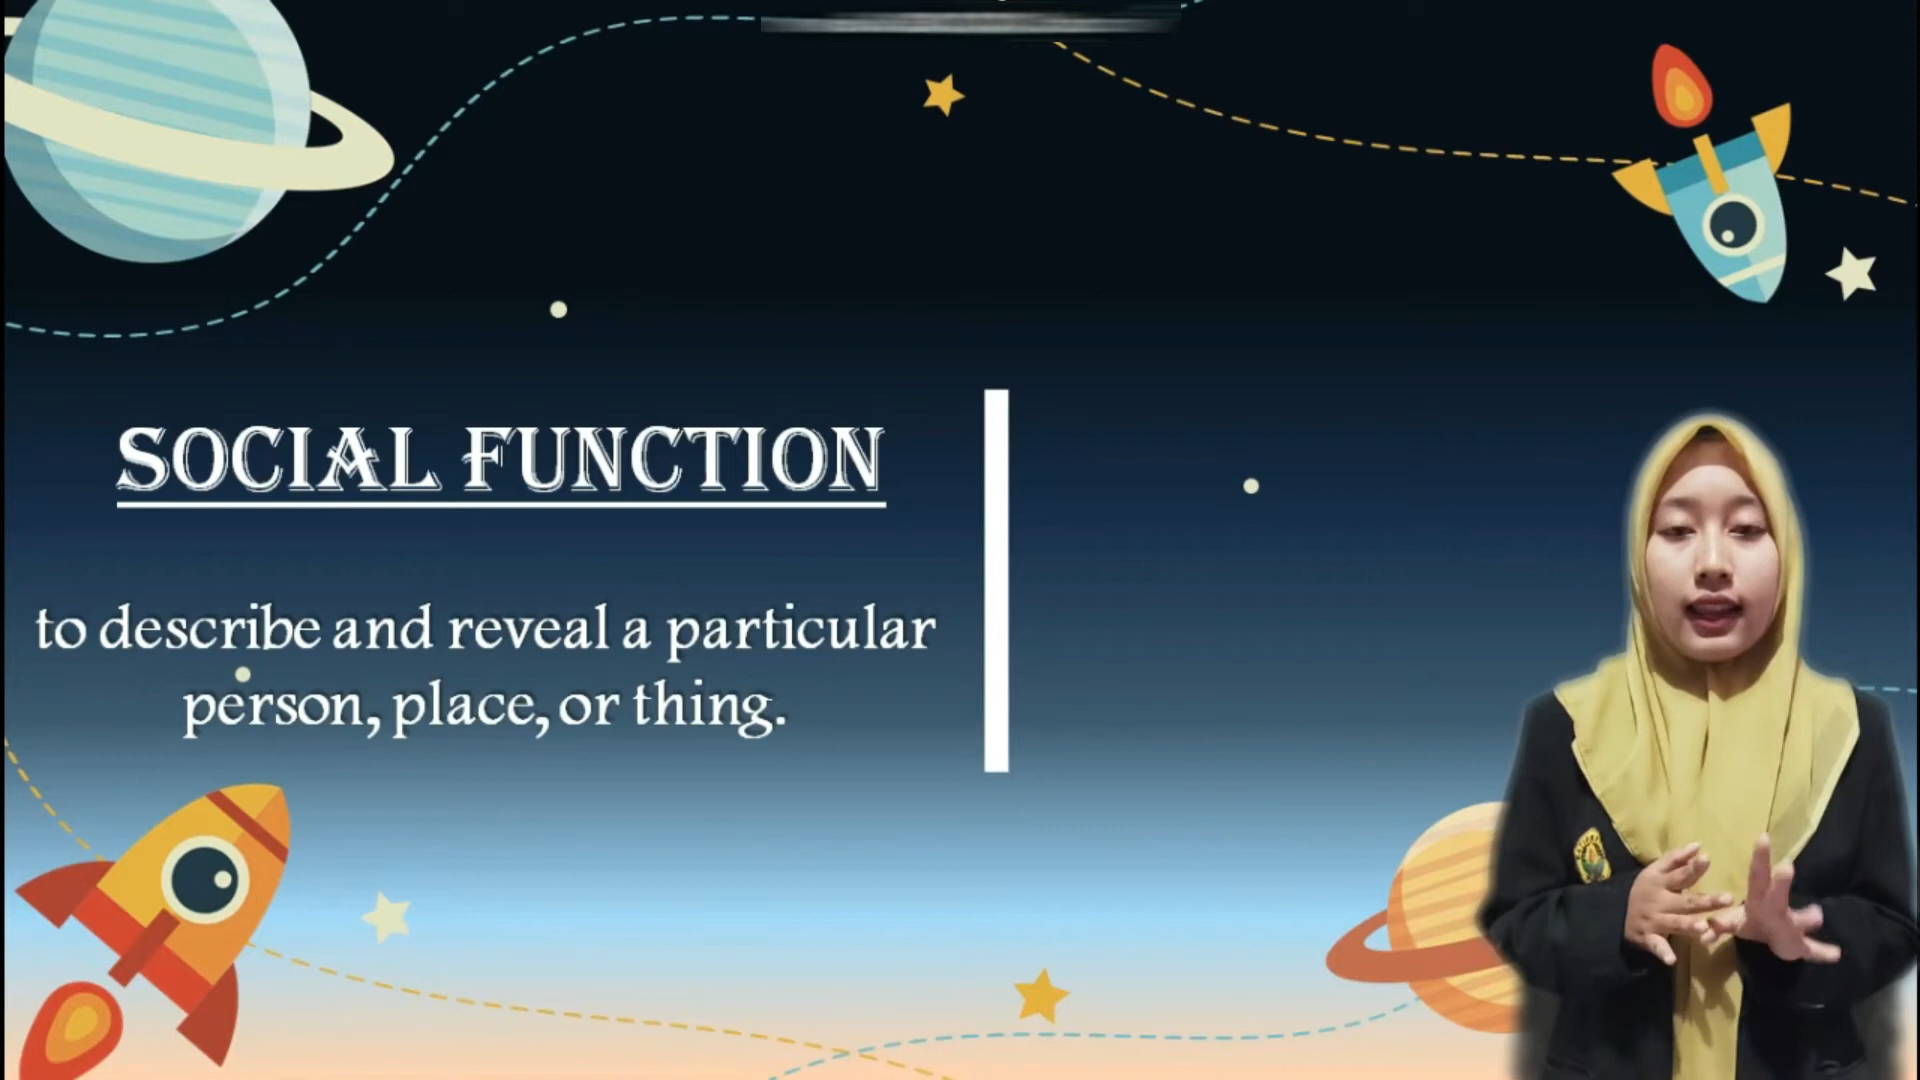 SOCIAL FUNCTION
to describe and reveal a particular
person, place, or thing.